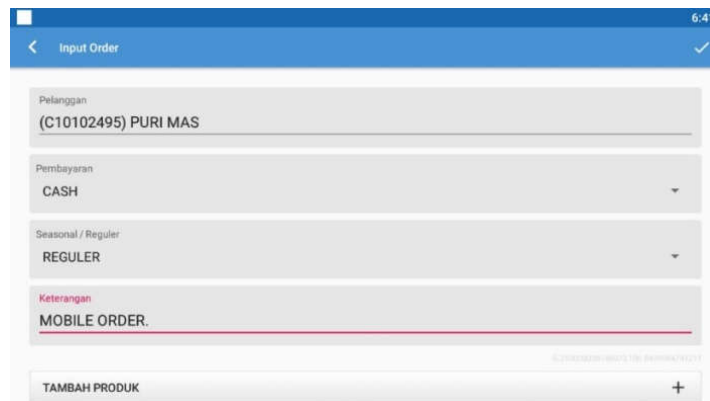 6:4
Input Order
Pelanggan
(C10102495) PURI MAS
Pembayaran
CASH
Seasonal / Reguler
REGULER
Keterangan
MOBILE ORDER.
TAMBAH PRODUK